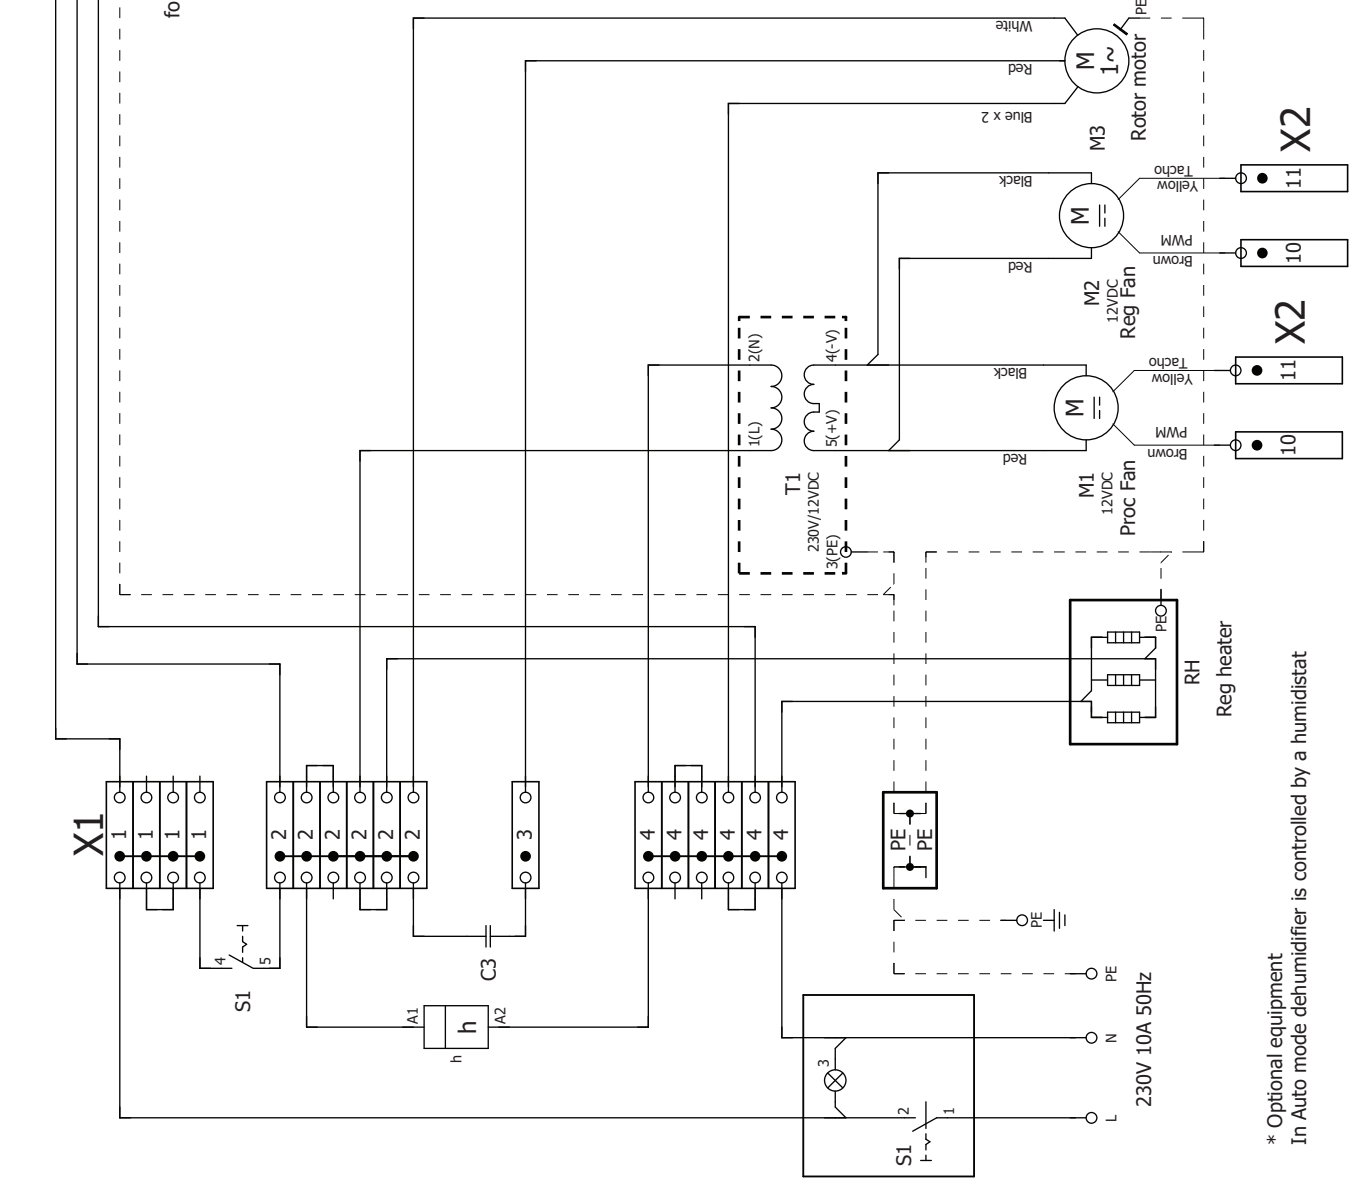 fo
White
Red
Blue x 2
PE
M
1~
Rotor motor
M3
X2
Black
Tacho
Yellow
11
M
PWM
Brown
10
Red
M2
12VDC
Reg Fan
X2
2(N)
4(-V)
1(L)
5(+V)
T1
230V/12VDC
3(PE)
Black
Tacho
Yellow
11
M
PWM
Brown
10
Red
M1
12VDC
Proc Fan
PE
RH
Reg heater
X1
1
1
1
1
2
2
2
2
2
2
3
4
4
4
4
4
4
PE
PE
4
5
S1
C3
A1
h
A2
h
PE
PE
N
L
230V 10A 50Hz
3
2
1
S1
* Optional equipment
In Auto mode dehumidifier is controlled by a humidistat